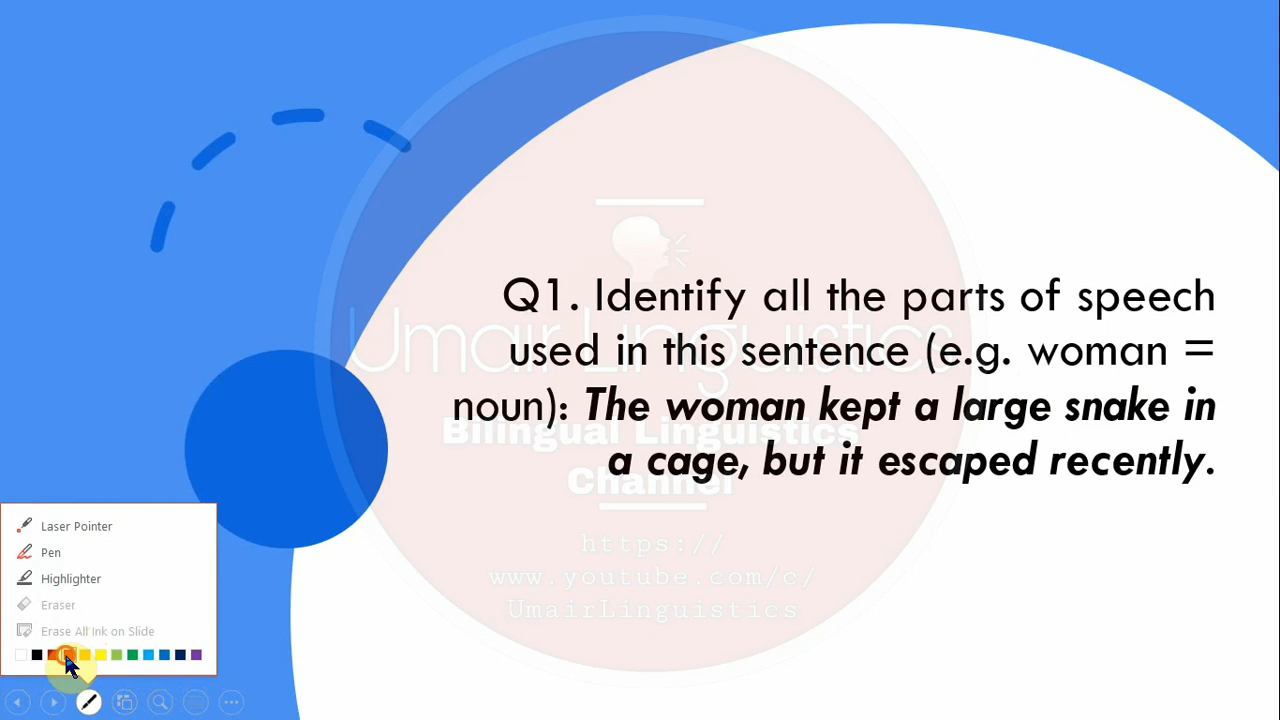 Q1. Identify all the parts of speech
used in this sentence (e.g. woman =
noun): The woman kept a large snake in
a cage, but it escaped recently.
Umair Linguistics
Bilingual Linguistics
Channel
https://
www.youtube.com/c/
UmairLinguistics
Laser Pointer
Pen
Highlighter
Eraser
Erase All Ink on Slide